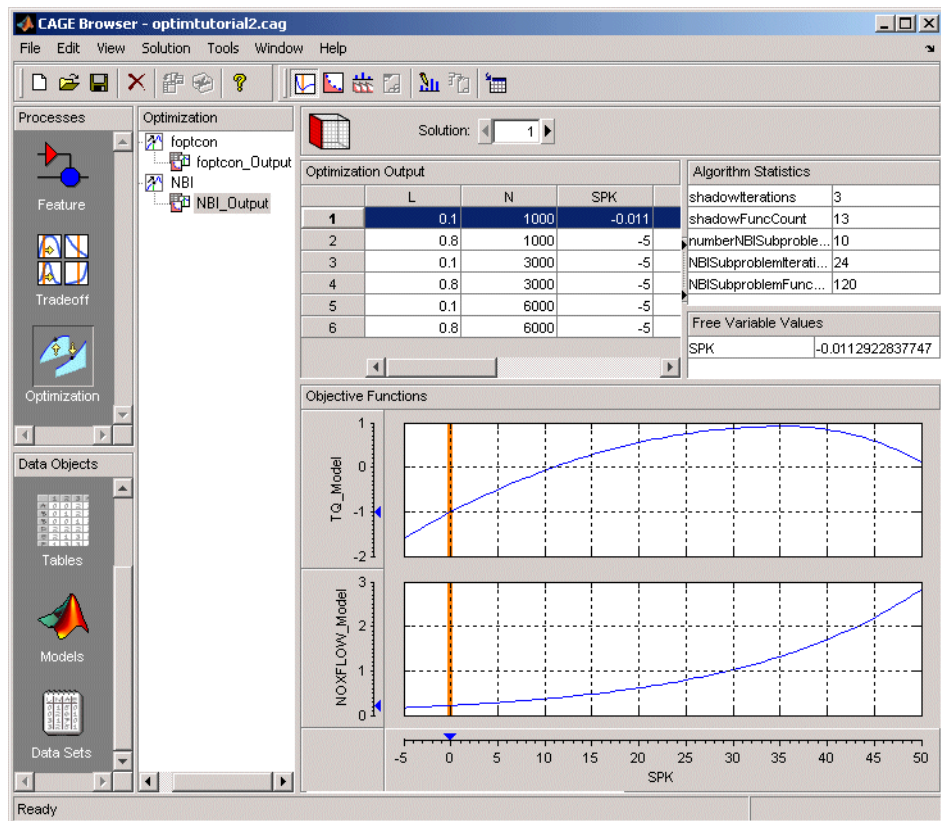 CAGE Browser - optimtutorial2.cag
File Edit View Solution Tools Window Help
Processes
Feature
Tradeoff
Optimization
Data Objects
Tables
Models
Data Sets
Optimization
foptcon
foptcon_Output
NBI
NBI_Output
Solution: 1
Optimization Output
L N SPK
1 0.1 1000 -0.011
2 0.8 1000 -5
3 0.1 3000 -5
4 0.8 3000 -5
5 0.1 6000 -5
6 0.8 6000 -5
Algorithm Statistics
shadowIterations 3
shadowFuncCount 13
numberNBISubproble... 10
NBISubproblemIterati... 24
NBISubproblemFunc... 120
Free Variable Values
SPK -0.0112922837747
Objective Functions
TQ_Model
1
0
-1
-2
NOXFLOW_Model
3
2
1
0
-5 0 5 10 15 20 25 30 35 40 45 50
SPK
Ready